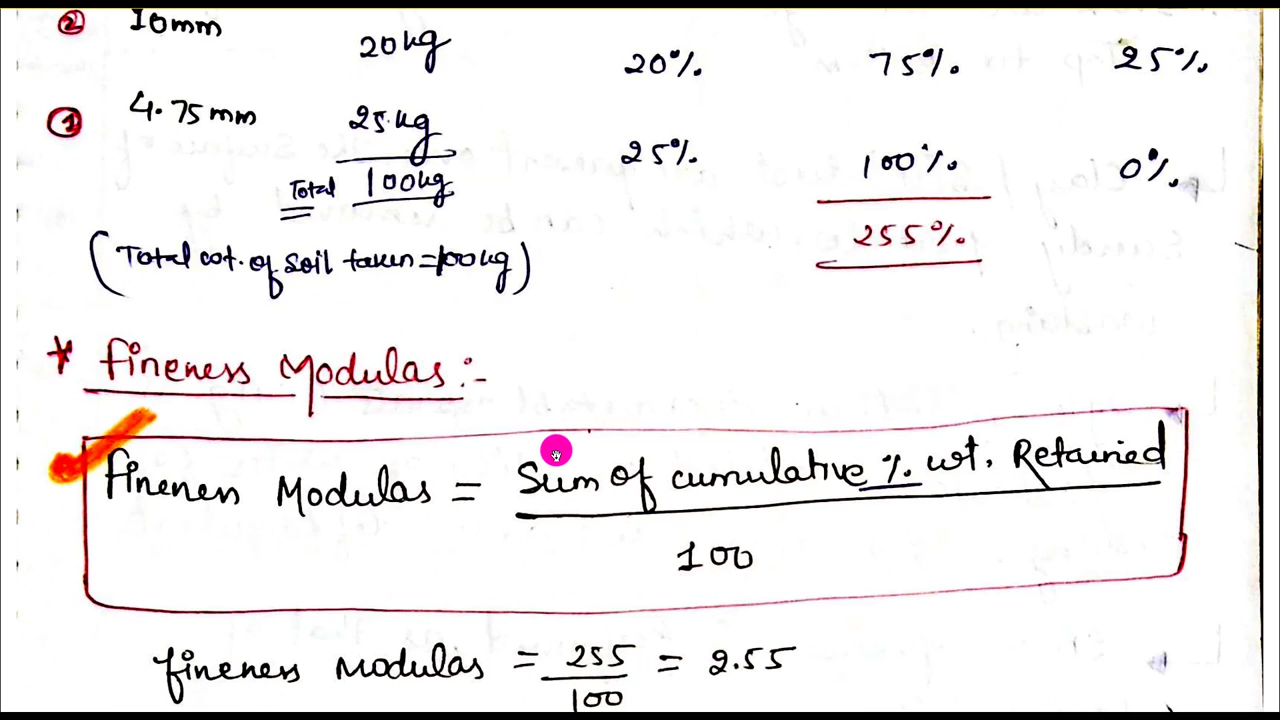 ② 10mm 20kg 20% 75% 25%
① 4.75mm 25kg 25% 100% 0%
Total 100kg
255%
(Total wt. of soil taken = 100kg)
* fineness Modulas :-
fineness Modulas = Sum of cumulative % wt. Retained
100
fineness modulas = 255 = 2.55
100